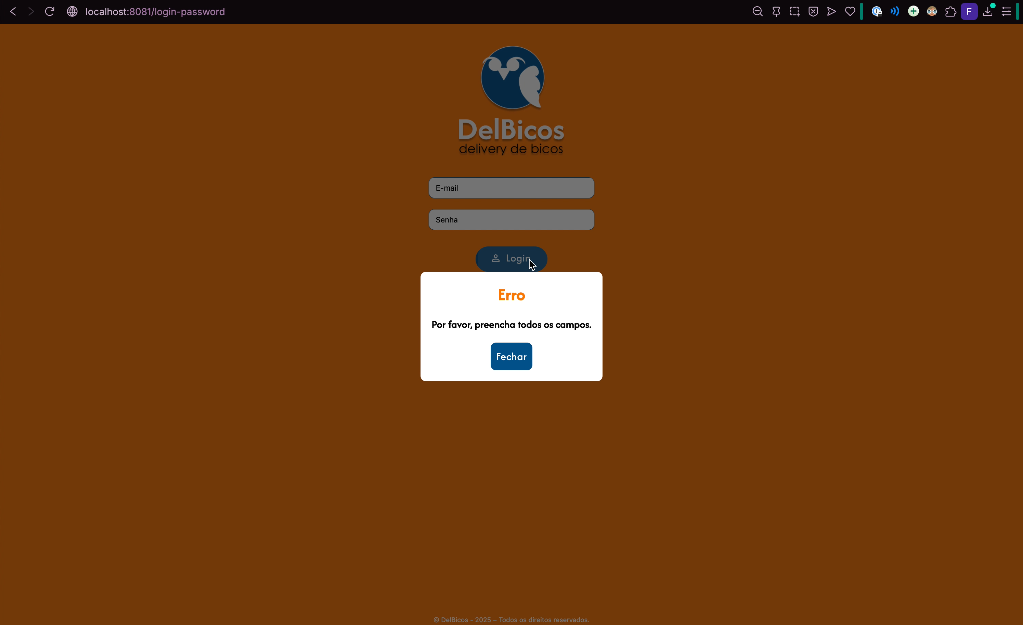 localhost:8081/login-password
F
DelBicos
delivery de bicos
E-mail
Senha
Login
Erro
Por favor, preencha todos os campos.
Fechar
© DelBicos - 2025 – Todos os direitos reservados.